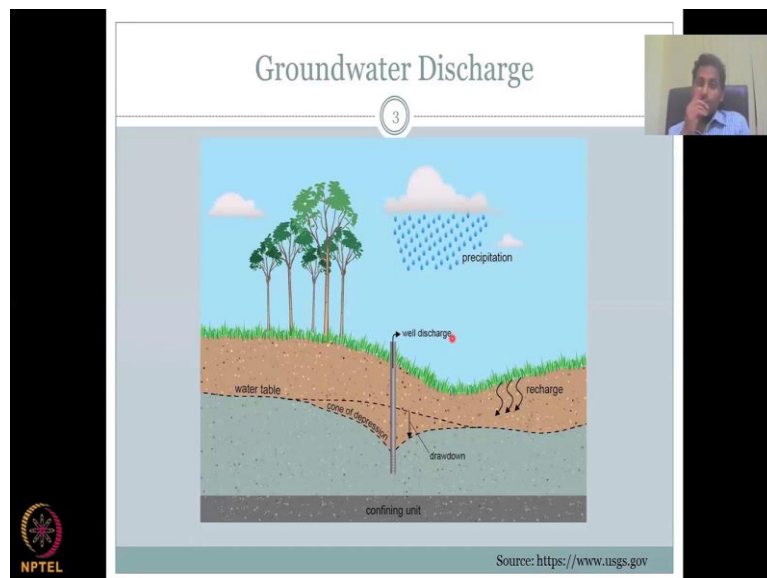 Groundwater Discharge
3
precipitation
well discharge
water table
cone of depression
recharge
drawdown
confining unit
NPTEL
Source: https://www.usgs.gov